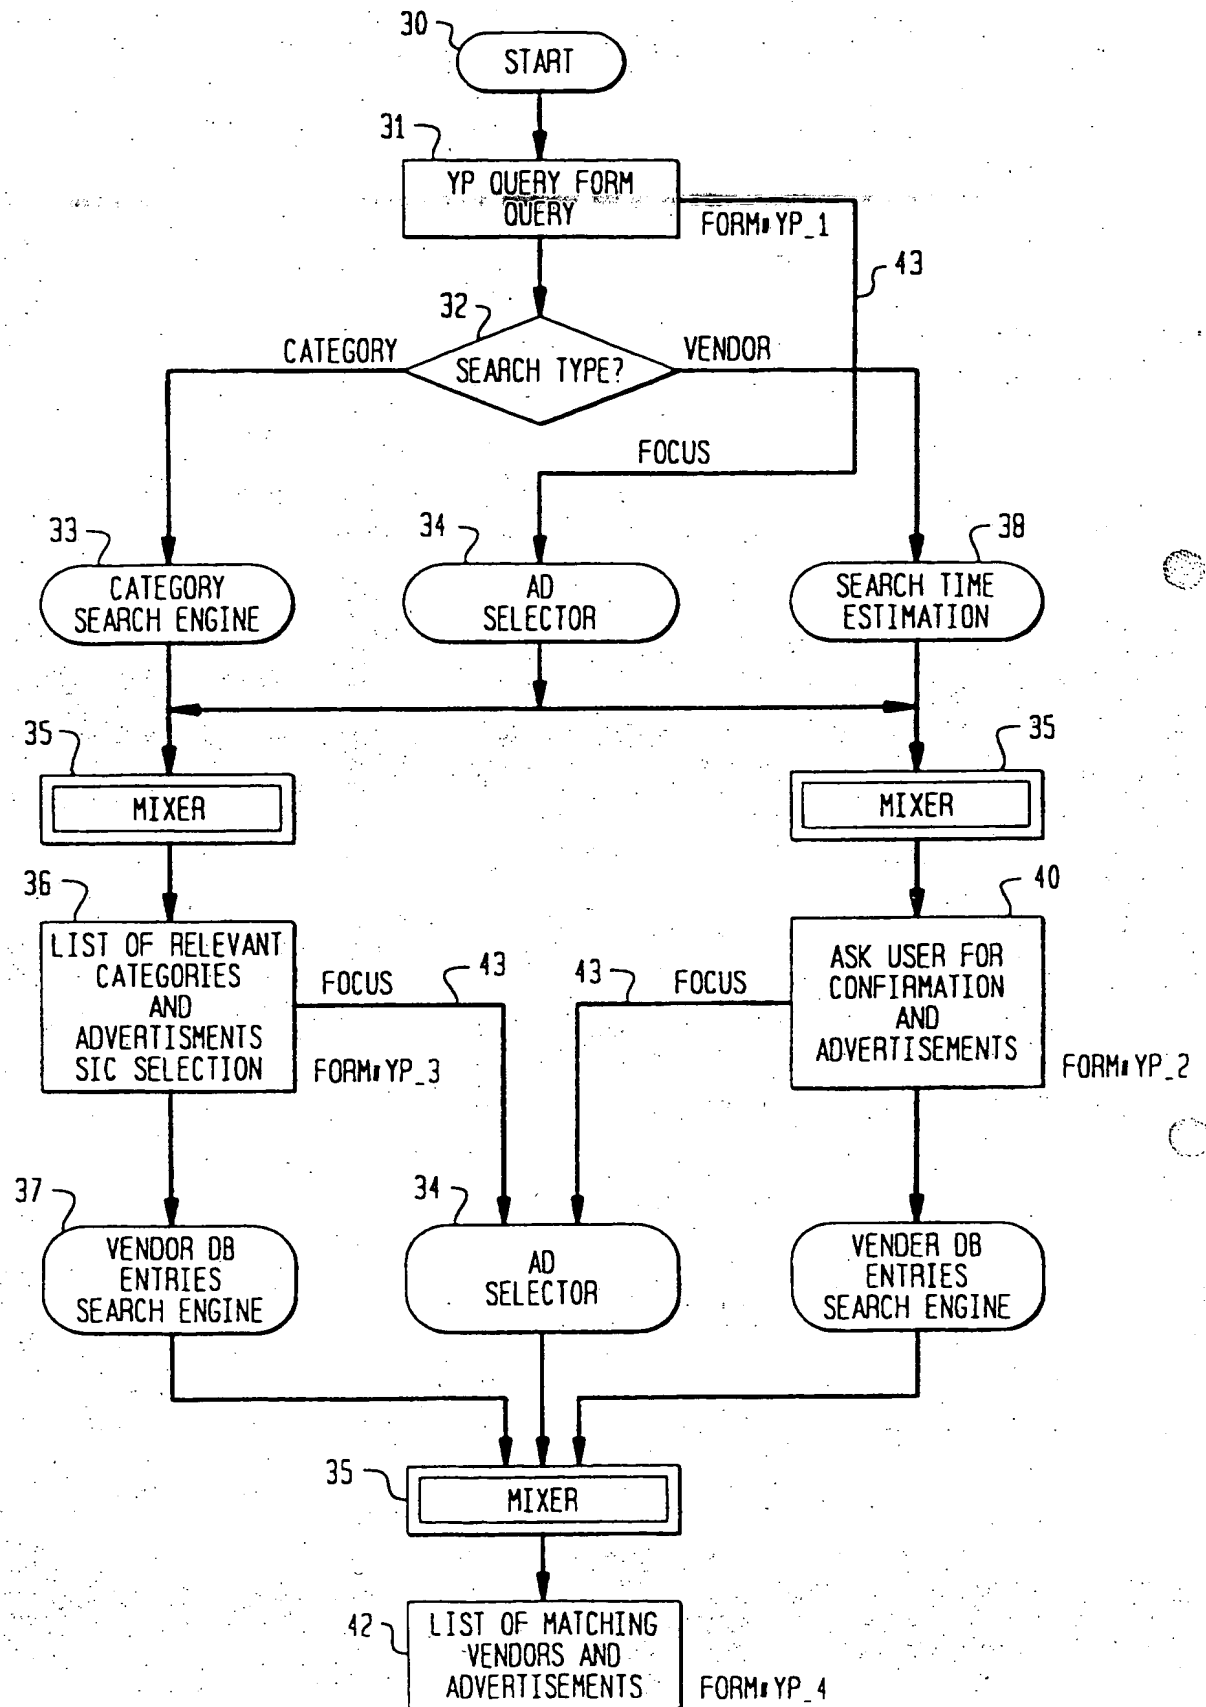 30
START
31
YP QUERY FORM
QUERY
FORM#YP_1
43
32
CATEGORY
SEARCH TYPE?
VENDOR
FOCUS
33
CATEGORY
SEARCH ENGINE
34
AD
SELECTOR
38
SEARCH TIME
ESTIMATION
35
MIXER
35
MIXER
36
LIST OF RELEVANT
CATEGORIES
AND
ADVERTISMENTS
SIC SELECTION
FORM#YP_3
FOCUS
43
43
FOCUS
40
ASK USER FOR
CONFIRMATION
AND
ADVERTISEMENTS
FORM#YP_2
37
VENDOR DB
ENTRIES
SEARCH ENGINE
34
AD
SELECTOR
VENDER DB
ENTRIES
SEARCH ENGINE
35
MIXER
42
LIST OF MATCHING
VENDORS AND
ADVERTISEMENTS
FORM#YP_4